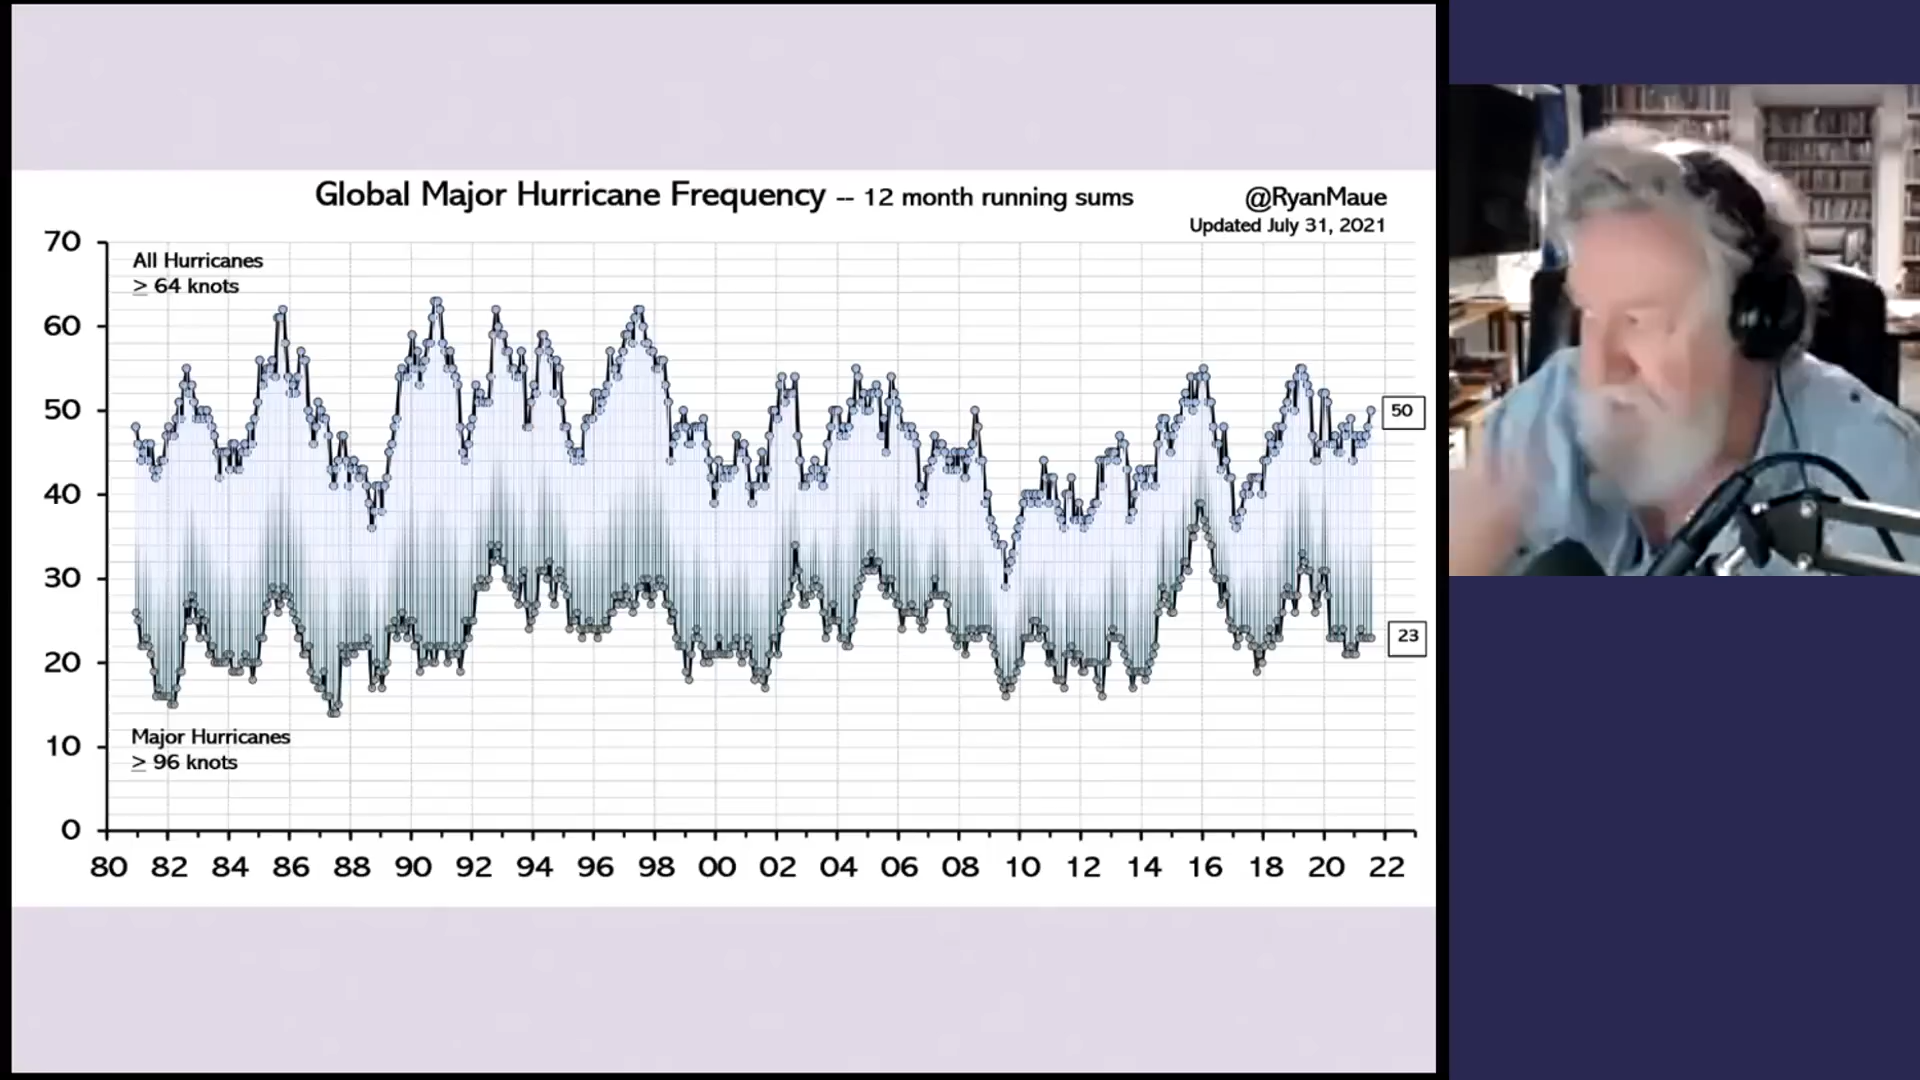 Global Major Hurricane Frequency -- 12 month running sums
@RyanMaue
Updated July 31, 2021
70
All Hurricanes
≥ 64 knots
60
50
50
40
30
23
20
Major Hurricanes
≥ 96 knots
10
0
80 82 84 86 88 90 92 94 96 98 00 02 04 06 08 10 12 14 16 18 20 22